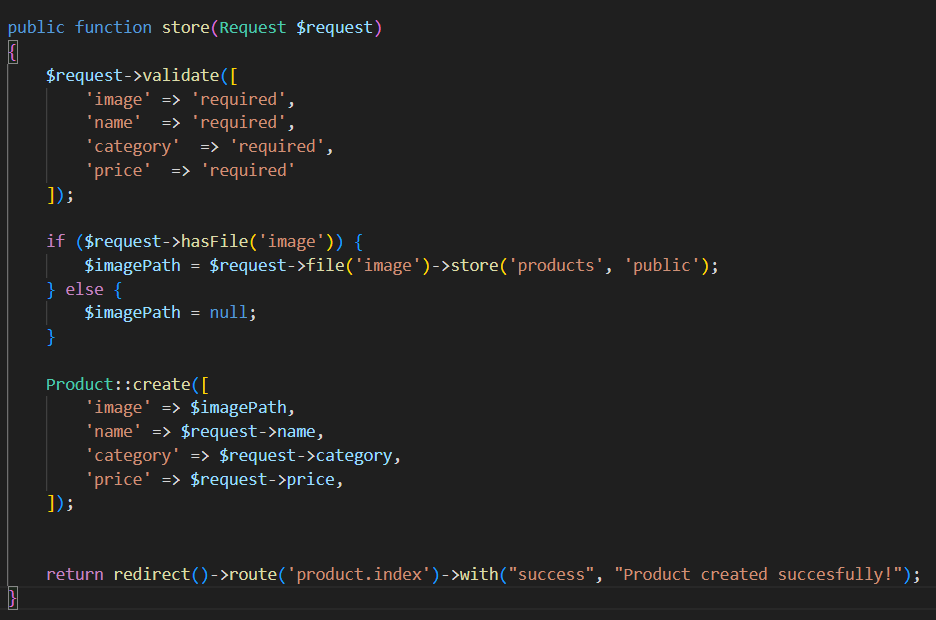 public function store(Request $request)
{
    $request->validate([
        'image' => 'required',
        'name'  => 'required',
        'category'  => 'required',
        'price'  => 'required'
    ]);

    if ($request->hasFile('image')) {
        $imagePath = $request->file('image')->store('products', 'public');
    } else {
        $imagePath = null;
    }

    Product::create([
        'image' => $imagePath,
        'name' => $request->name,
        'category' => $request->category,
        'price' => $request->price,
    ]);


    return redirect()->route('product.index')->with("success", "Product created succesfully!");
}